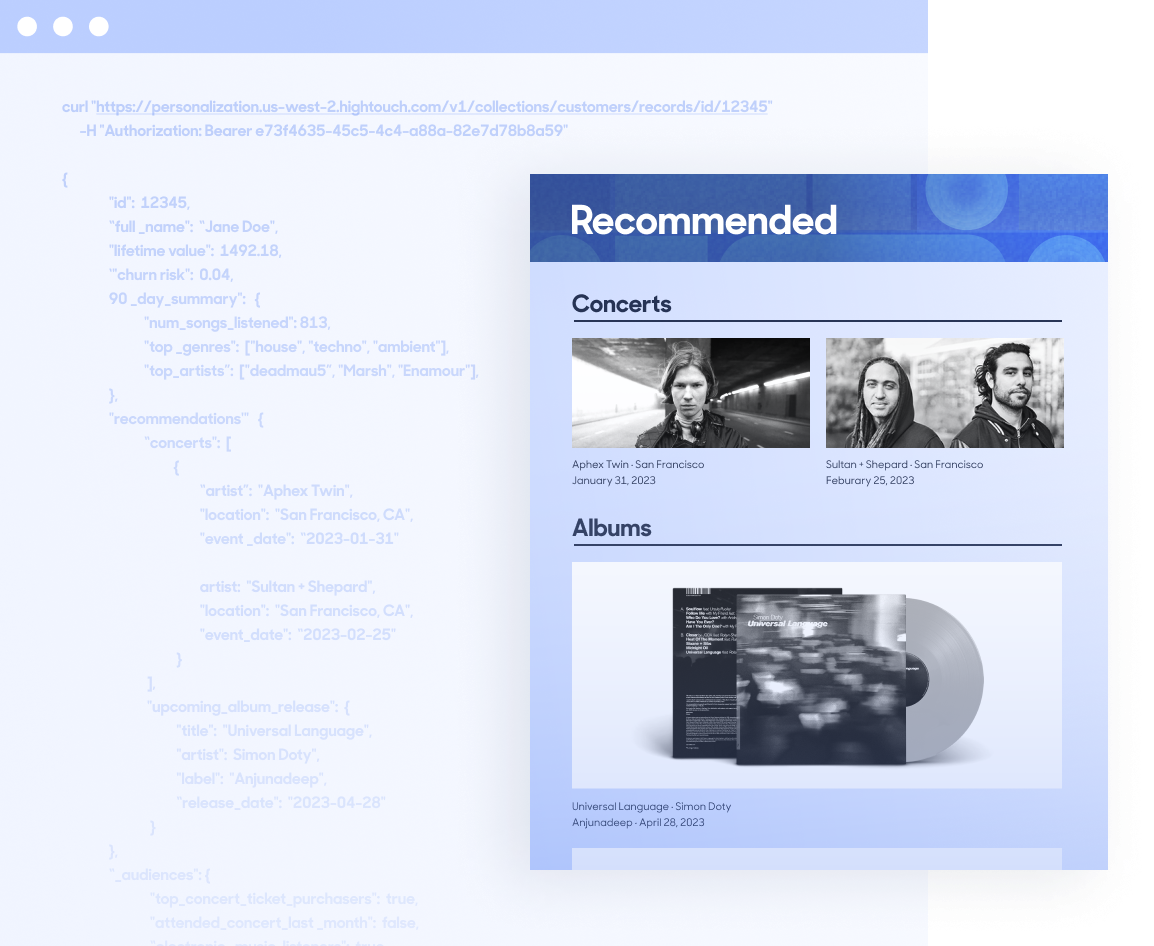 curl "https://personalization.us-west-2.hightouch.com/v1/collections/customers/records/id/12345"
-H "Authorization: Bearer e73f4635-45c5-4c4-a88a-82e7d78b8a59"
{
"id": 12345,
"full _name": "Jane Doe",
"lifetime value": 1492.18,
'"churn risk": 0.04,
90 _day_summary": {
"num_songs_listened": 813,
"top _genres": ["house", "techno", "ambient"],
"top_artists": ["deadmau5", "Marsh", "Enamour"],
},
"recommendations'" {
"concerts": [
{
"artist": "Aphex Twin",
"location": "San Francisco, CA",
"event _date": "2023-01-31"
artist: "Sultan + Shepard",
"location": "San Francisco, CA",
"event_date": "2023-02-25"
}
],
"upcoming_album_release": {
"title": "Universal Language",
"artist": Simon Doty",
"label": "Anjunadeep",
"release_date": "2023-04-28"
}
},
"_audiences": {
"top_concert_ticket_purchasers": true,
"attended_concert_last _month": false,
Recommended
Concerts
Aphex Twin · San Francisco
January 31, 2023
Sultan + Shepard · San Francisco
Feburary 25, 2023
Albums
Simon Doty
Universal Language
Universal Language · Simon Doty
Anjunadeep · April 28, 2023